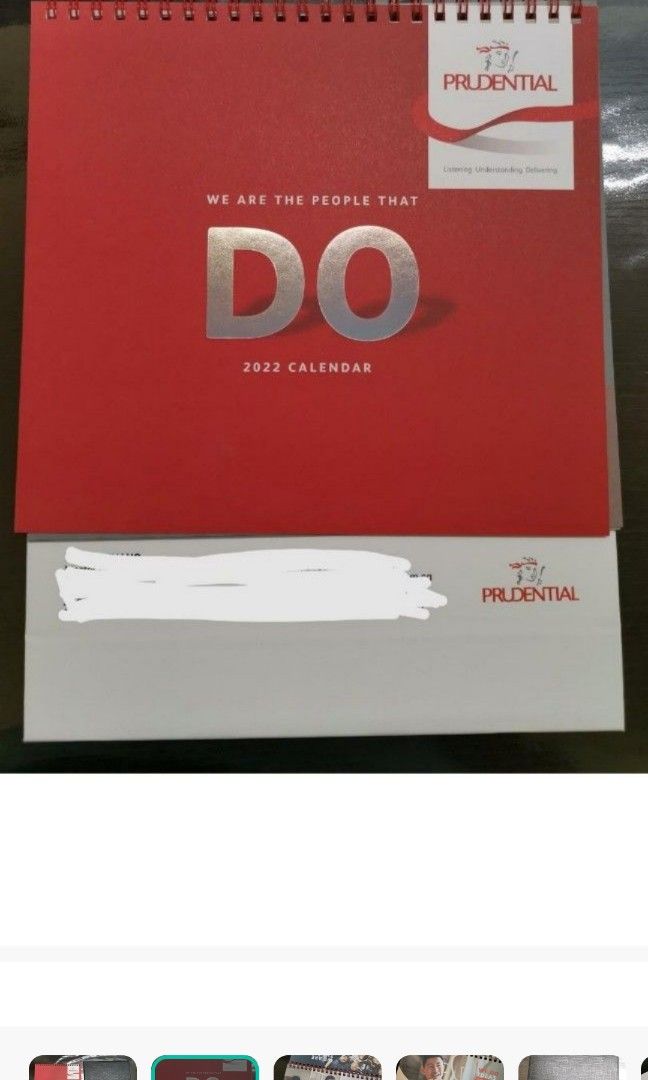 PRUDENTIAL
Listening. Understanding. Delivering.
WE ARE THE PEOPLE THAT
DO
2022 CALENDAR
PRUDENTIAL